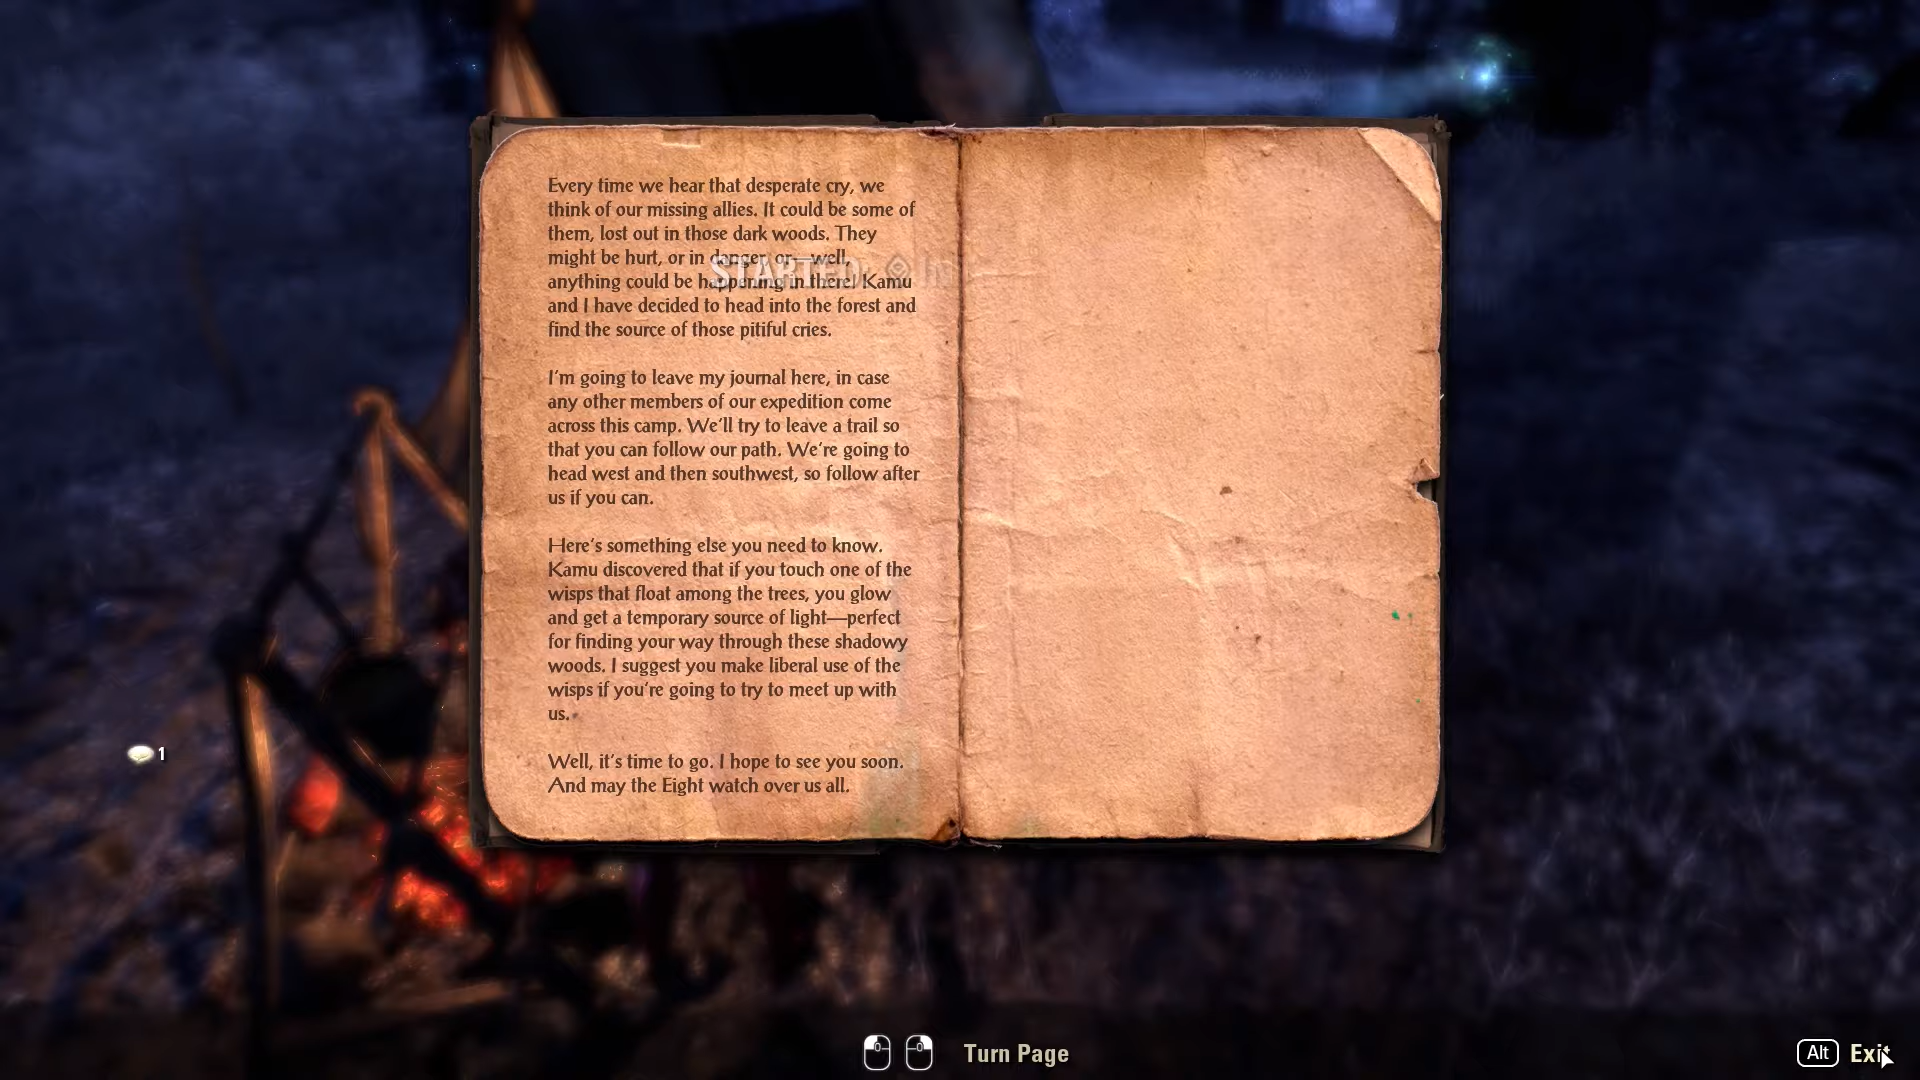 Every time we hear that desperate cry, we
think of our missing allies. It could be some of
them, lost out in those dark woods. They
might be hurt, or in danger, or—well,
STARTED:
anything could be happening in there! Kamu
and I have decided to head into the forest and
find the source of those pitiful cries.
I'm going to leave my journal here, in case
any other members of our expedition come
across this camp. We'll try to leave a trail so
that you can follow our path. We're going to
head west and then southwest, so follow after
us if you can.
Here's something else you need to know.
Kamu discovered that if you touch one of the
wisps that float among the trees, you glow
and get a temporary source of light—perfect
for finding your way through these shadowy
woods. I suggest you make liberal use of the
wisps if you're going to try to meet up with
us.
Well, it's time to go. I hope to see you soon.
And may the Eight watch over us all.
1
Turn Page
Alt Exit